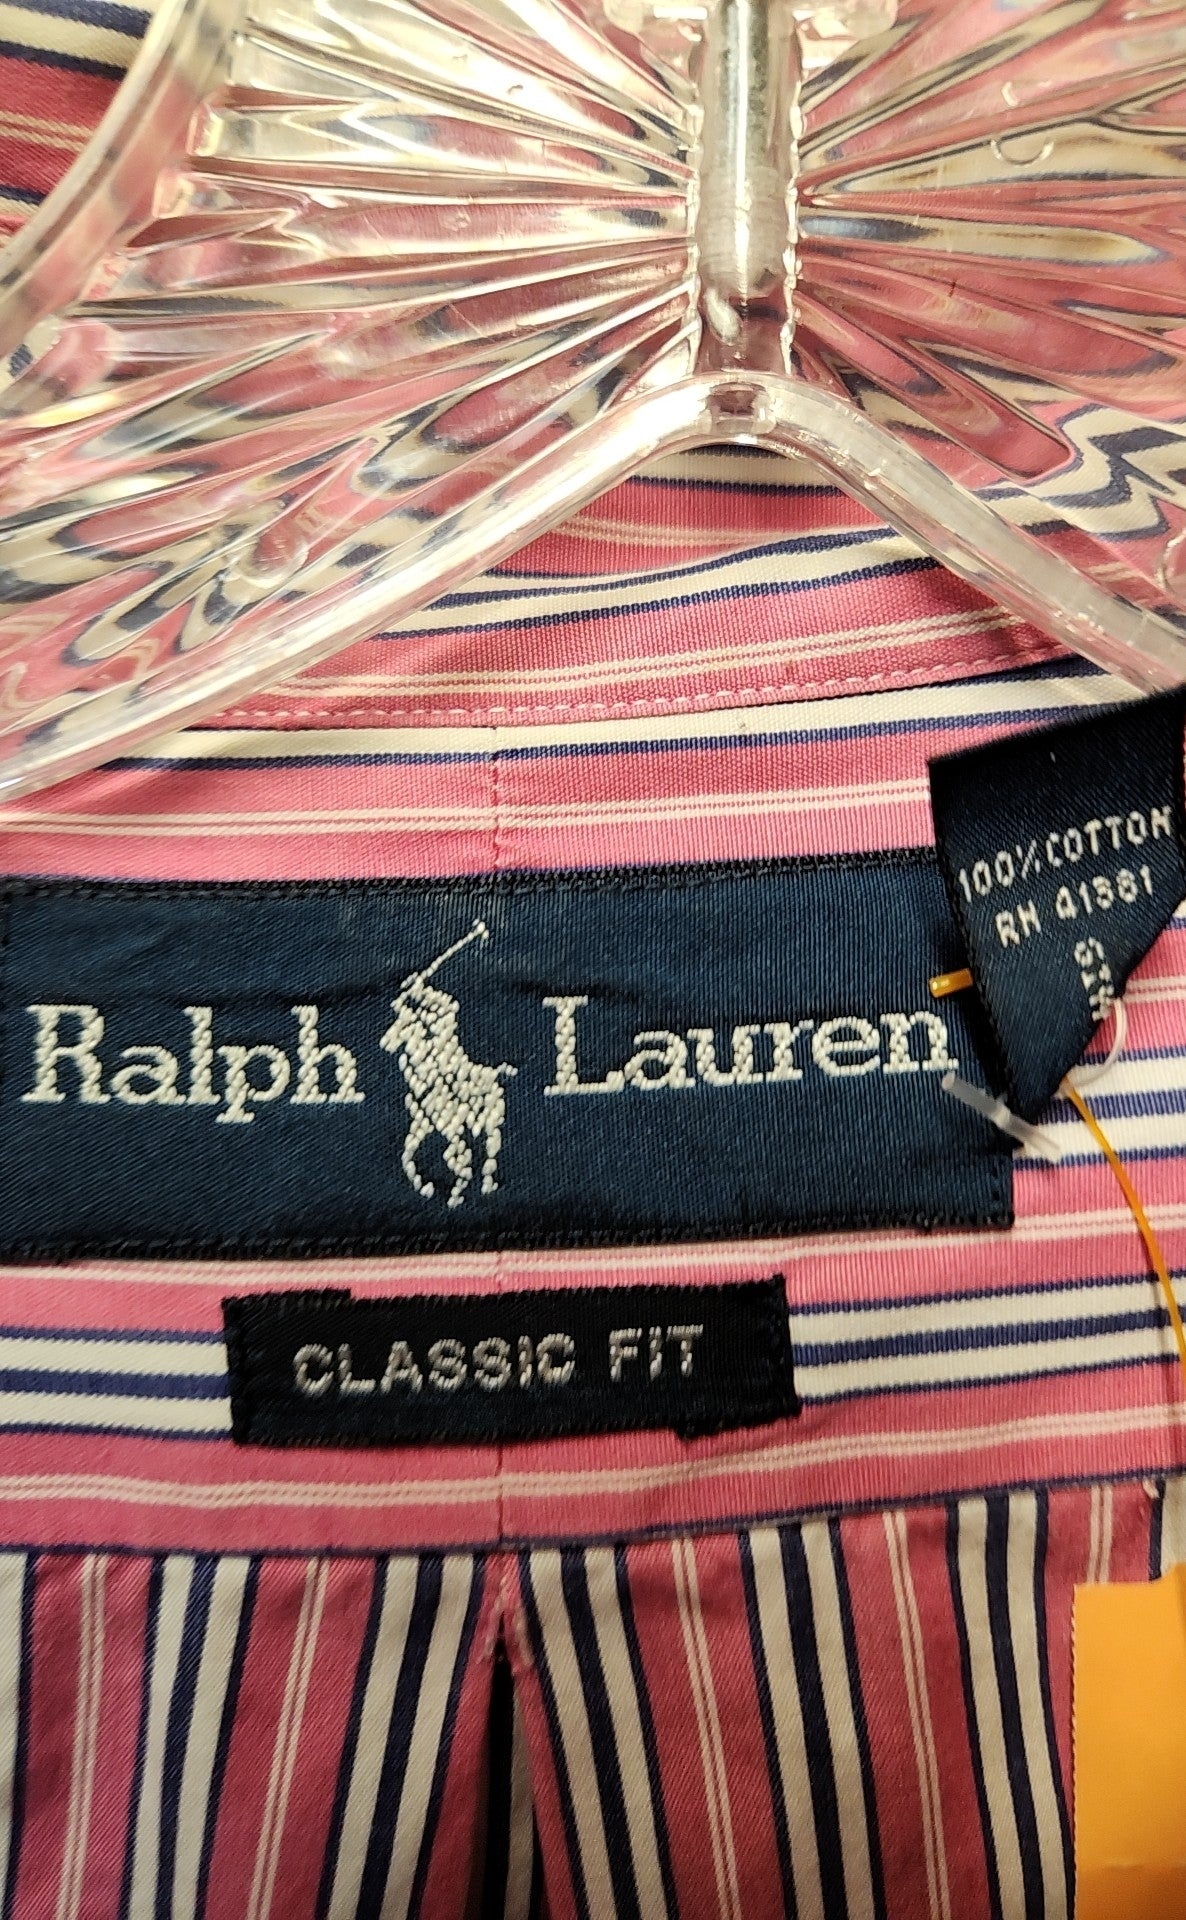 Ralph Lauren
100% COTTON
RN 41381
CLASSIC FIT